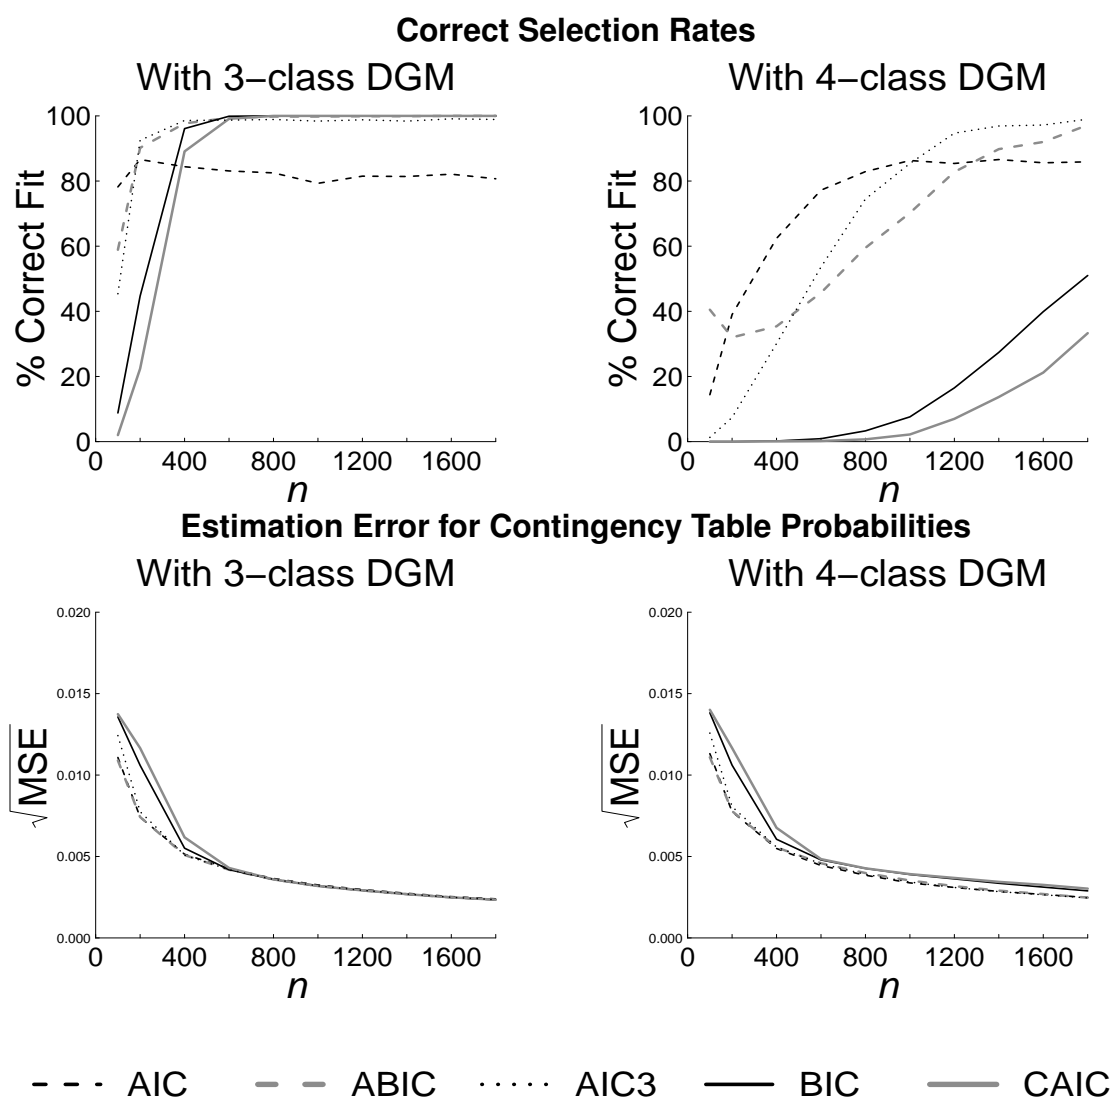 Correct Selection Rates
With 3−class DGM
With 4−class DGM
% Correct Fit
100
80
60
40
20
0
0 400 800 1200 1600
n
% Correct Fit
100
80
60
40
20
0
0 400 800 1200 1600
n
Estimation Error for Contingency Table Probabilities
With 3−class DGM
With 4−class DGM
√MSE
0.020
0.015
0.010
0.005
0.000
0 400 800 1200 1600
n
√MSE
0.020
0.015
0.010
0.005
0.000
0 400 800 1200 1600
n
AIC ABIC AIC3 BIC CAIC